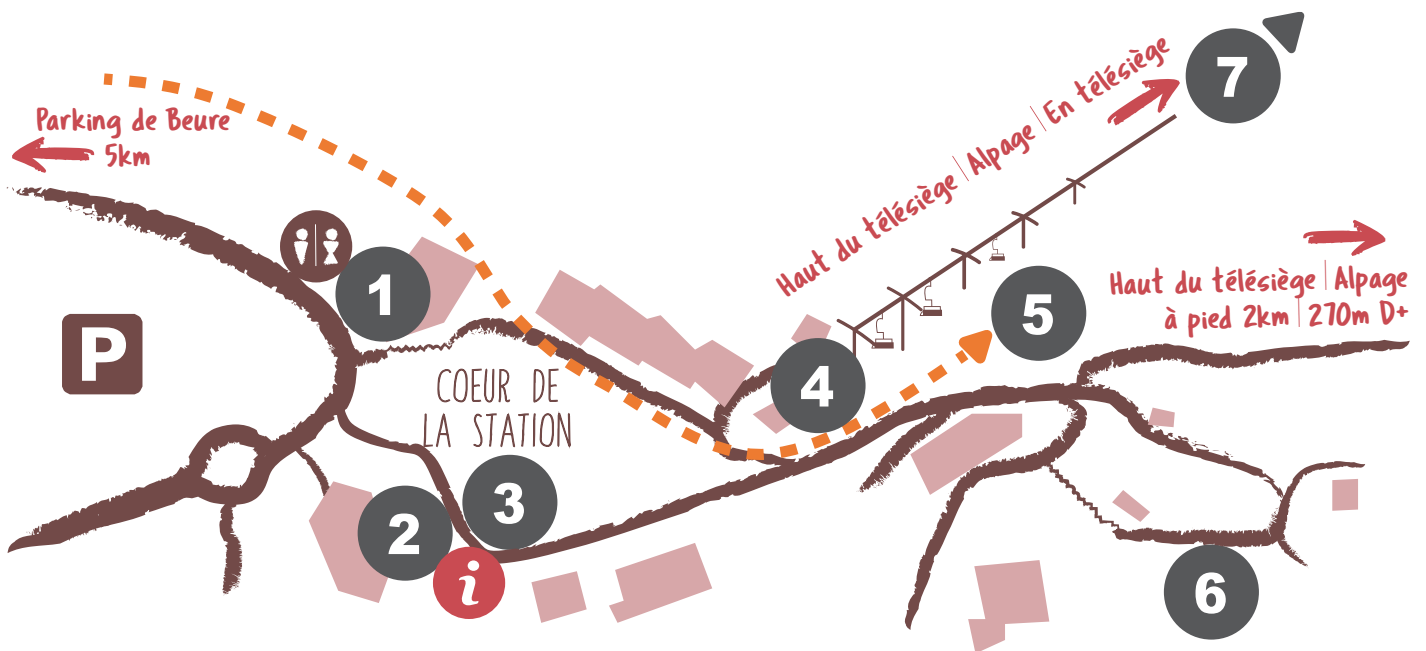 Parking de Beure
5km
P
1
COEUR DE
LA STATION
2
3
i
4
Haut du télésiège | Alpage | En télésiège
7
5
Haut du télésiège | Alpage
à pied 2km | 270m D+
6